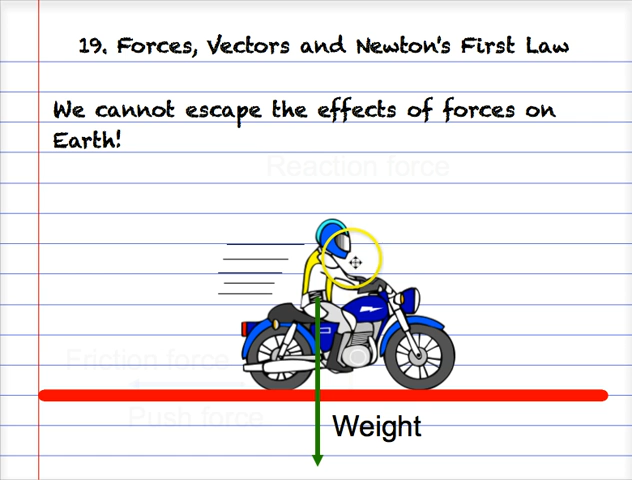 19. Forces, Vectors and Newton's First Law
We cannot escape the effects of forces on
Earth!
Reaction force
Friction force
Push force
Weight